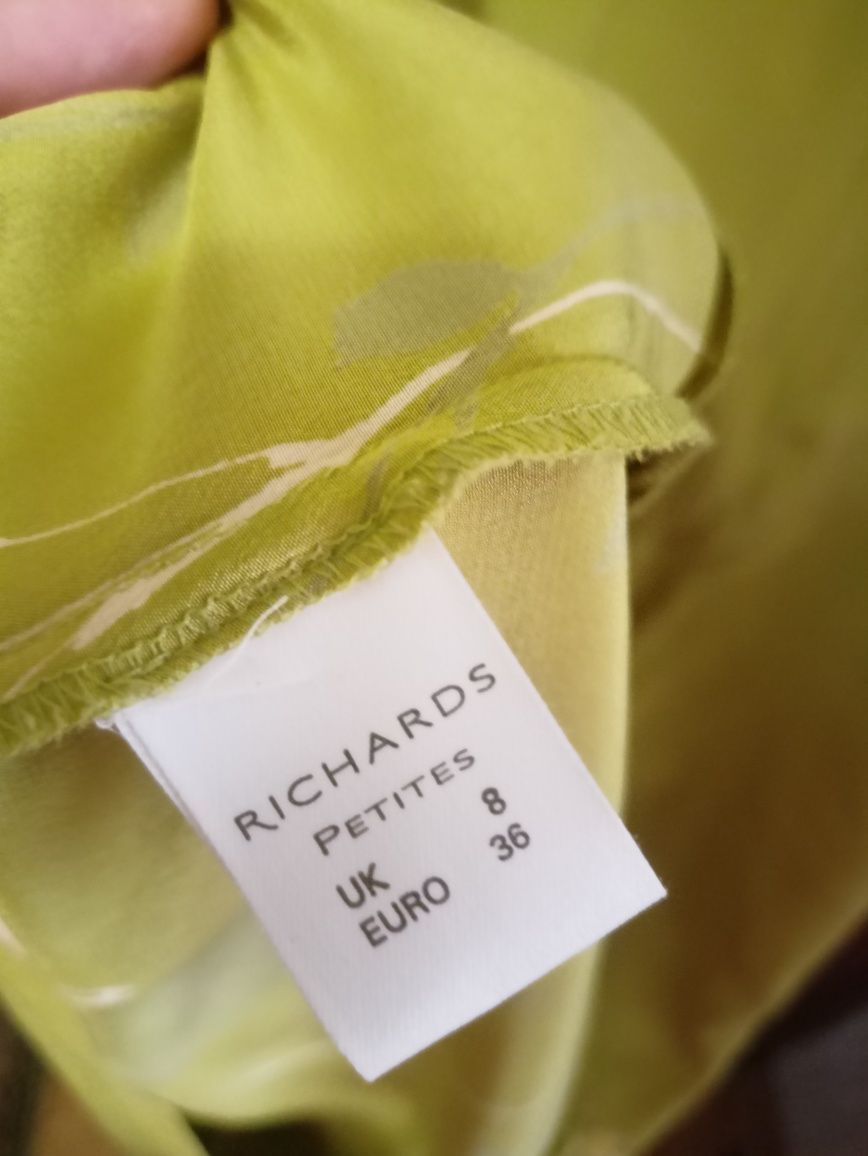 RICHARDS
PETITES
UK 8
EURO 36